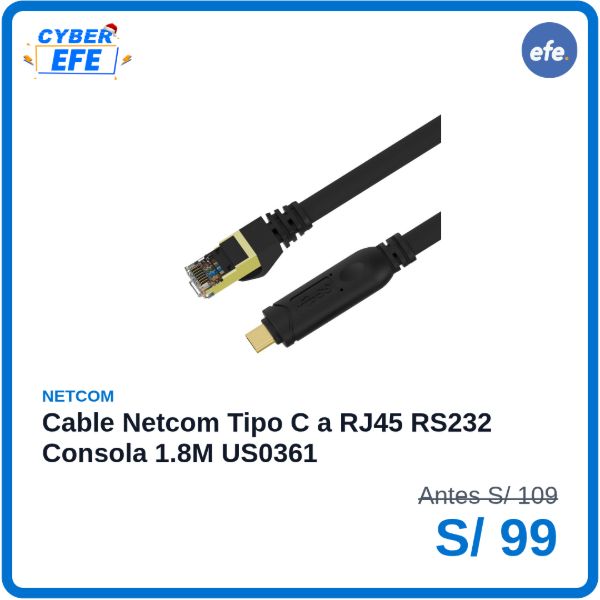 CYBER
EFE
efe.
NETCOM
Cable Netcom Tipo C a RJ45 RS232
Consola 1.8M US0361
Antes S/ 109
S/ 99